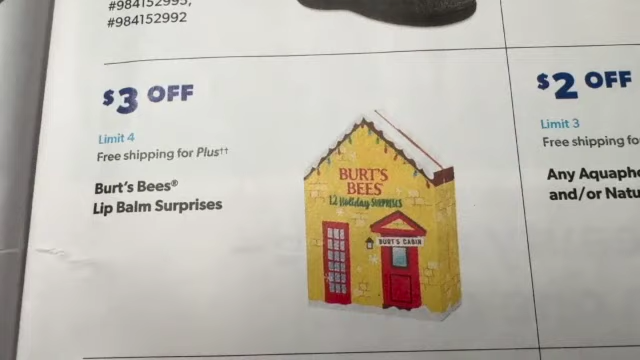 #984152995,
#984152992
$3 OFF
Limit 4
Free shipping for Plus††
Burt's Bees®
Lip Balm Surprises
BURT'S
BEES
12 Holiday SURPRISES
BURT'S CABIN
$2 OFF
Limit 3
Free shipping fo
Any Aquapho
and/or Natu